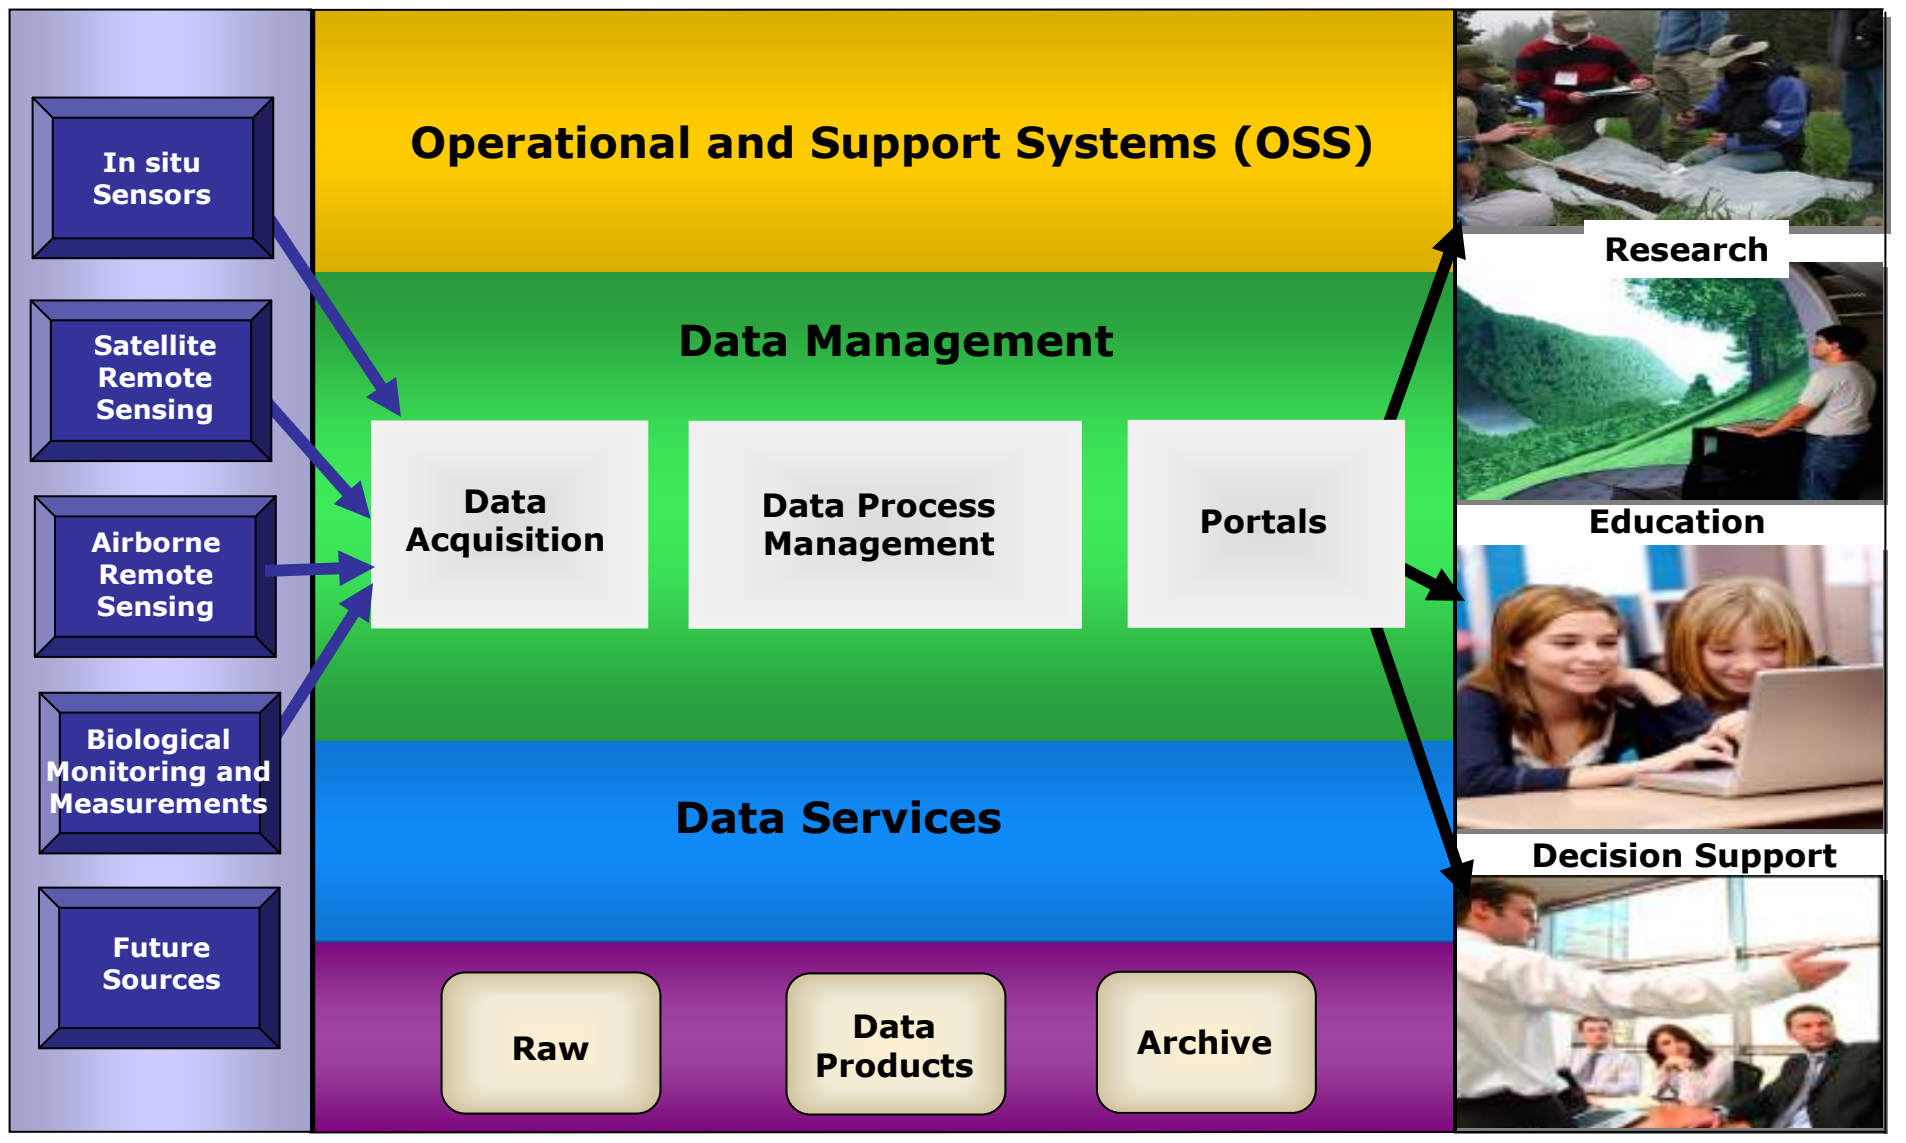 In situ
Sensors
Satellite
Remote
Sensing
Airborne
Remote
Sensing
Biological
Monitoring and
Measurements
Future
Sources
Operational and Support Systems (OSS)
Data Management
Data
Acquisition
Data Process
Management
Portals
Data Services
Raw
Data
Products
Archive
Research
Education
Decision Support